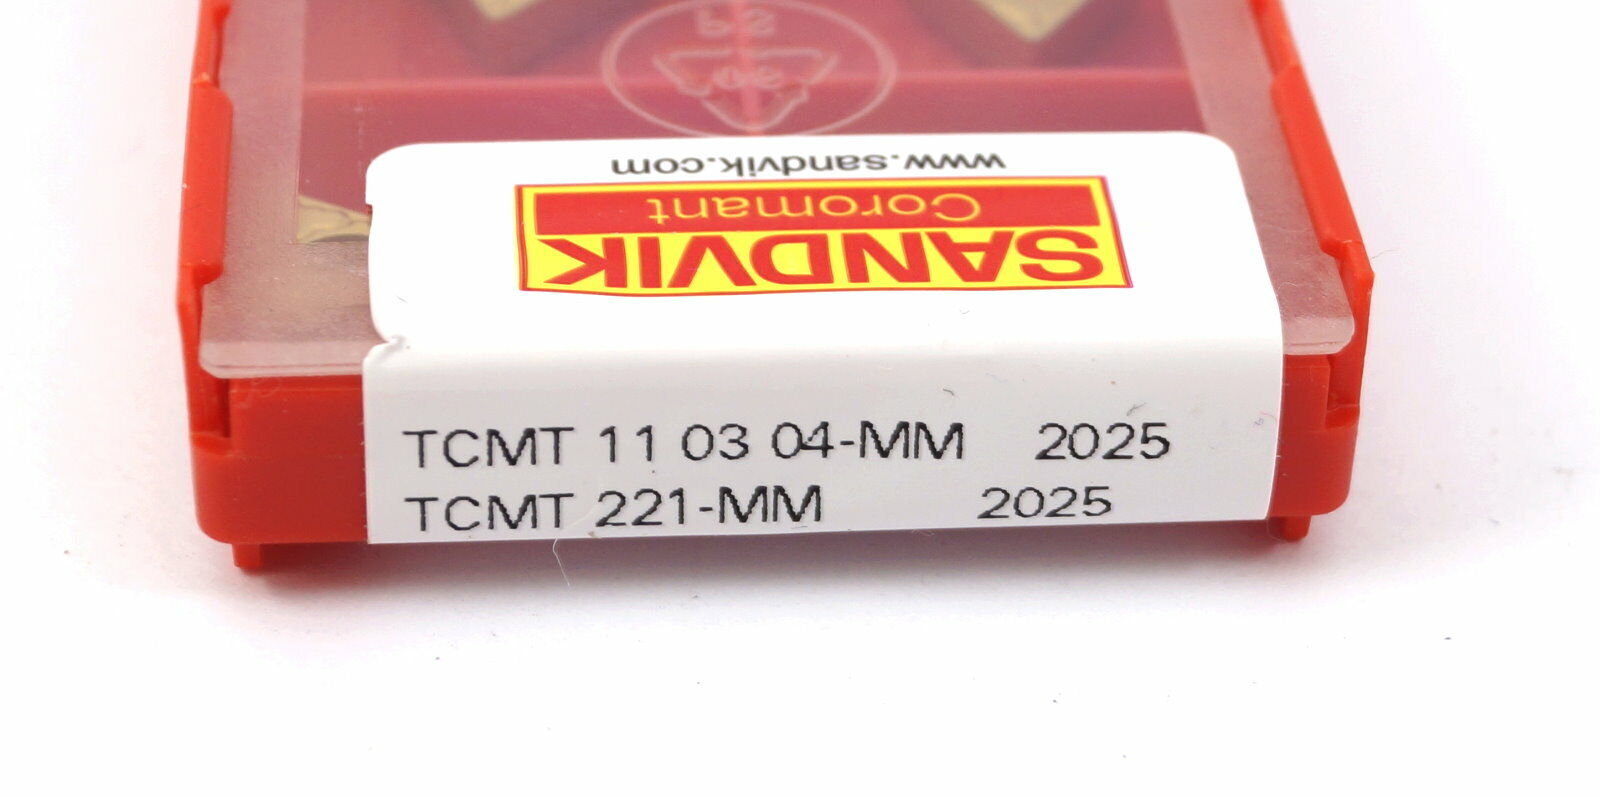 www.sandvik.com
Coromant
SANDVIK
TCMT 11 03 04-MM 2025
TCMT 221-MM 2025